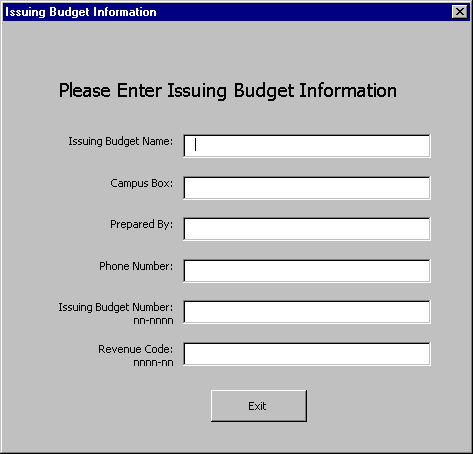 Issuing Budget Information
Please Enter Issuing Budget Information
Issuing Budget Name:
Campus Box:
Prepared By:
Phone Number:
Issuing Budget Number:
nn-nnnn
Revenue Code:
nnnn-nn
Exit